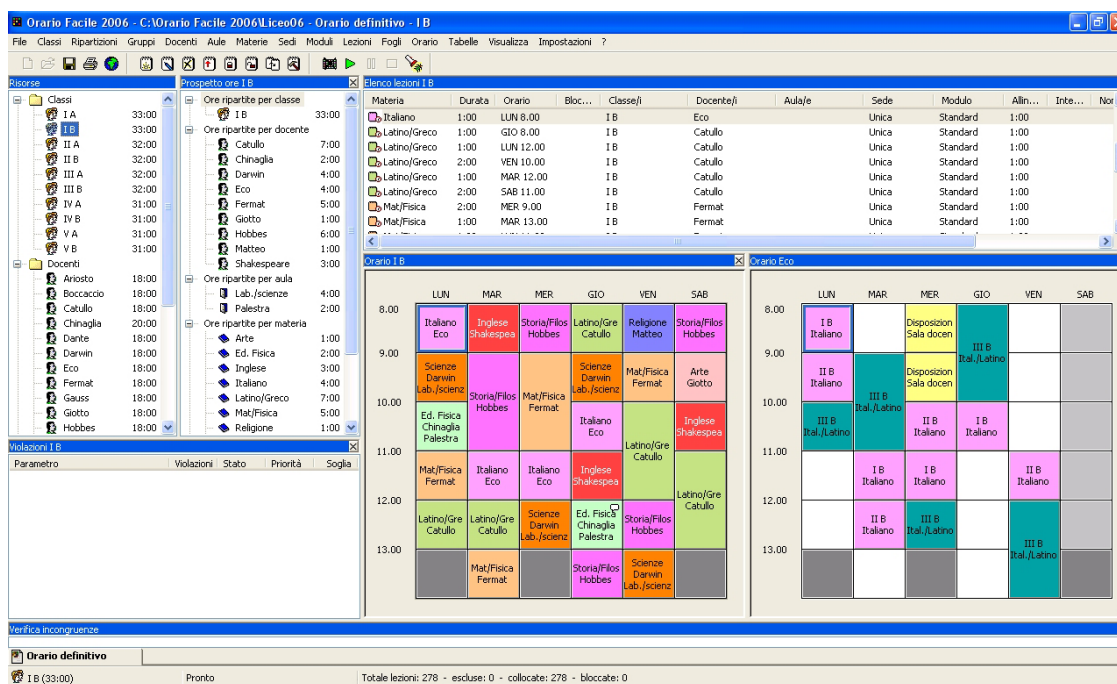 Orario Facile 2006 - C:\Orario Facile 2006\Liceo06 - Orario definitivo - I B
File Classi Ripartizioni Gruppi Docenti Aule Materie Sedi Moduli Lezioni Fogli Orario Tabelle Visualizza Impostazioni ?
Risorse
Classi
I A 33:00
I B 33:00
II A 32:00
II B 32:00
III A 32:00
III B 32:00
IV A 31:00
IV B 31:00
V A 31:00
V B 31:00
Docenti
Ariosto 18:00
Boccaccio 18:00
Catullo 18:00
Chinaglia 20:00
Dante 18:00
Darwin 18:00
Eco 18:00
Fermat 18:00
Gauss 18:00
Giotto 18:00
Hobbes 18:00
Prospetto ore I B
Ore ripartite per classe
I B 33:00
Ore ripartite per docente
Catullo 7:00
Chinaglia 2:00
Darwin 4:00
Eco 4:00
Fermat 5:00
Giotto 1:00
Hobbes 6:00
Matteo 1:00
Shakespeare 3:00
Ore ripartite per aula
Lab./scienze 4:00
Palestra 2:00
Ore ripartite per materia
Arte 1:00
Ed. Fisica 2:00
Inglese 3:00
Italiano 4:00
Latino/Greco 7:00
Mat/Fisica 5:00
Religione 1:00
Elenco lezioni I B
Materia Durata Orario Bloc... Classe/i Docente/i Aula/e Sede Modulo Allin... Inte... Nor
Italiano 1:00 LUN 8.00 I B Eco Unica Standard 1:00
Latino/Greco 1:00 GIO 8.00 I B Catullo Unica Standard 1:00
Latino/Greco 1:00 LUN 12.00 I B Catullo Unica Standard 1:00
Latino/Greco 2:00 VEN 10.00 I B Catullo Unica Standard 1:00
Latino/Greco 1:00 MAR 12.00 I B Catullo Unica Standard 1:00
Latino/Greco 2:00 SAB 11.00 I B Catullo Unica Standard 1:00
Mat/Fisica 2:00 MER 9.00 I B Fermat Unica Standard 1:00
Mat/Fisica 1:00 MAR 13.00 I B Fermat Unica Standard 1:00
Violazioni I B
Parametro Violazioni Stato Priorità Soglia
Orario I B
LUN MAR MER GIO VEN SAB
8.00
Italiano Inglese Storia/Filos Latino/Gre Religione Storia/Filos
Eco Shakespea Hobbes Catullo Matteo Hobbes
9.00
Scienze Scienze Mat/Fisica Arte
Darwin Darwin Fermat Giotto
Lab./scienz Lab./scienz
Storia/Filos Mat/Fisica
Hobbes Fermat
10.00
Ed. Fisica Italiano Inglese
Chinaglia Eco Shakespea
Palestra
Latino/Gre
Catullo
11.00
Mat/Fisica Italiano Italiano Inglese
Fermat Eco Eco Shakespea
Latino/Gre
Catullo
12.00
Latino/Gre Latino/Gre Scienze Ed. Fisica Storia/Filos
Catullo Catullo Darwin Chinaglia Hobbes
Lab./scienz Palestra
13.00
Mat/Fisica Storia/Filos Scienze
Fermat Hobbes Darwin
Lab./scienz
Orario Eco
LUN MAR MER GIO VEN SAB
8.00
I B Disposizion
Italiano Sala docen
III B
Ital./Latino
9.00
II B Disposizion
Italiano Sala docen
III B
Ital./Latino
10.00
III B II B I B
Ital./Latino Italiano Italiano
11.00
I B I B II B
Italiano Italiano Italiano
12.00
II B III B
Italiano Ital./Latino
III B
Ital./Latino
13.00
Verifica incongruenze
Orario definitivo
I B (33:00) Pronto Totale lezioni: 278 - escluse: 0 - collocate: 278 - bloccate: 0